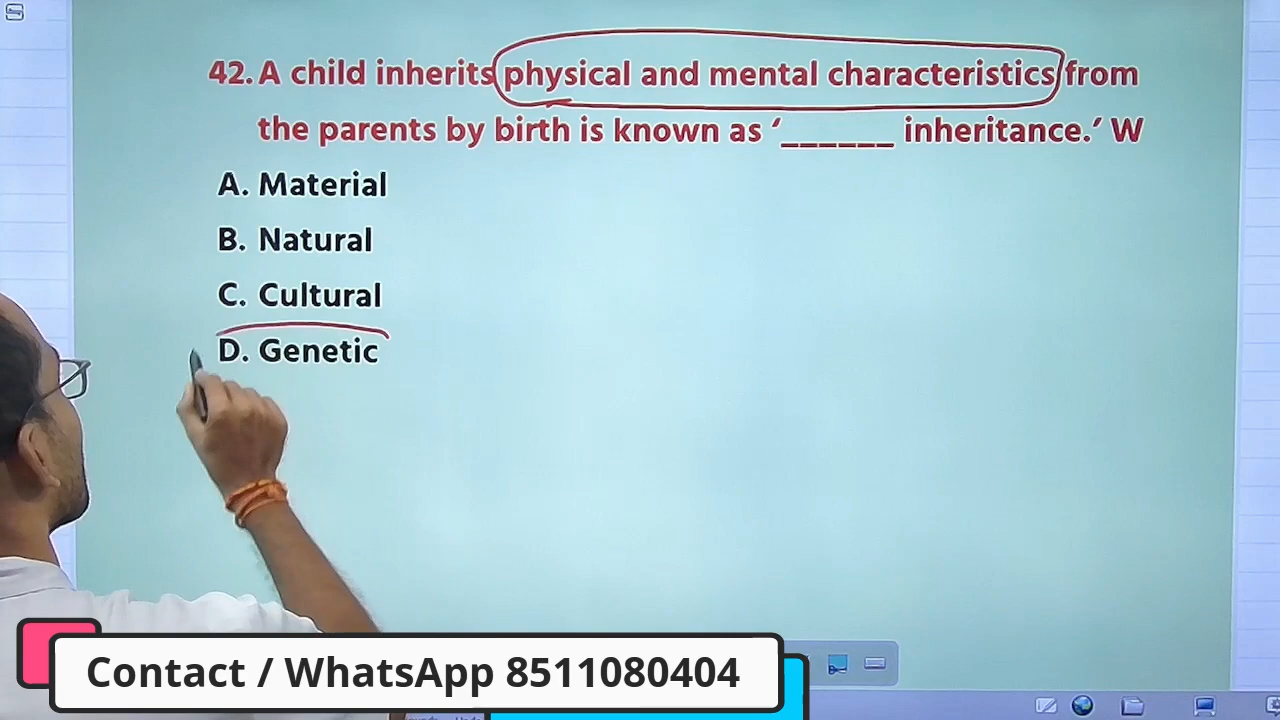 42. A child inherits physical and mental characteristics from
the parents by birth is known as ‘______ inheritance.’ W
A. Material
B. Natural
C. Cultural
D. Genetic
Contact / WhatsApp 8511080404